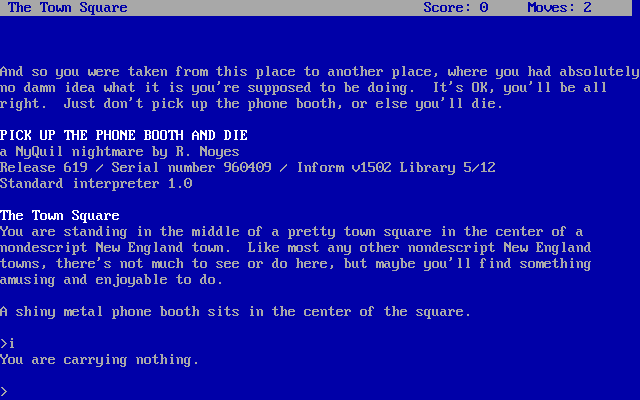 The Town Square Score: 0 Moves: 2
And so you were taken from this place to another place, where you had absolutely
no damn idea what it is you're supposed to be doing. It's OK, you'll be all
right. Just don't pick up the phone booth, or else you'll die.
PICK UP THE PHONE BOOTH AND DIE
a NyQuil nightmare by R. Noyes
Release 619 / Serial number 960409 / Inform v1502 Library 5/12
Standard interpreter 1.0
The Town Square
You are standing in the middle of a pretty town square in the center of a
nondescript New England town. Like most any other nondescript New England
towns, there's not much to see or do here, but maybe you'll find something
amusing and enjoyable to do.
A shiny metal phone booth sits in the center of the square.
>i
You are carrying nothing.
>